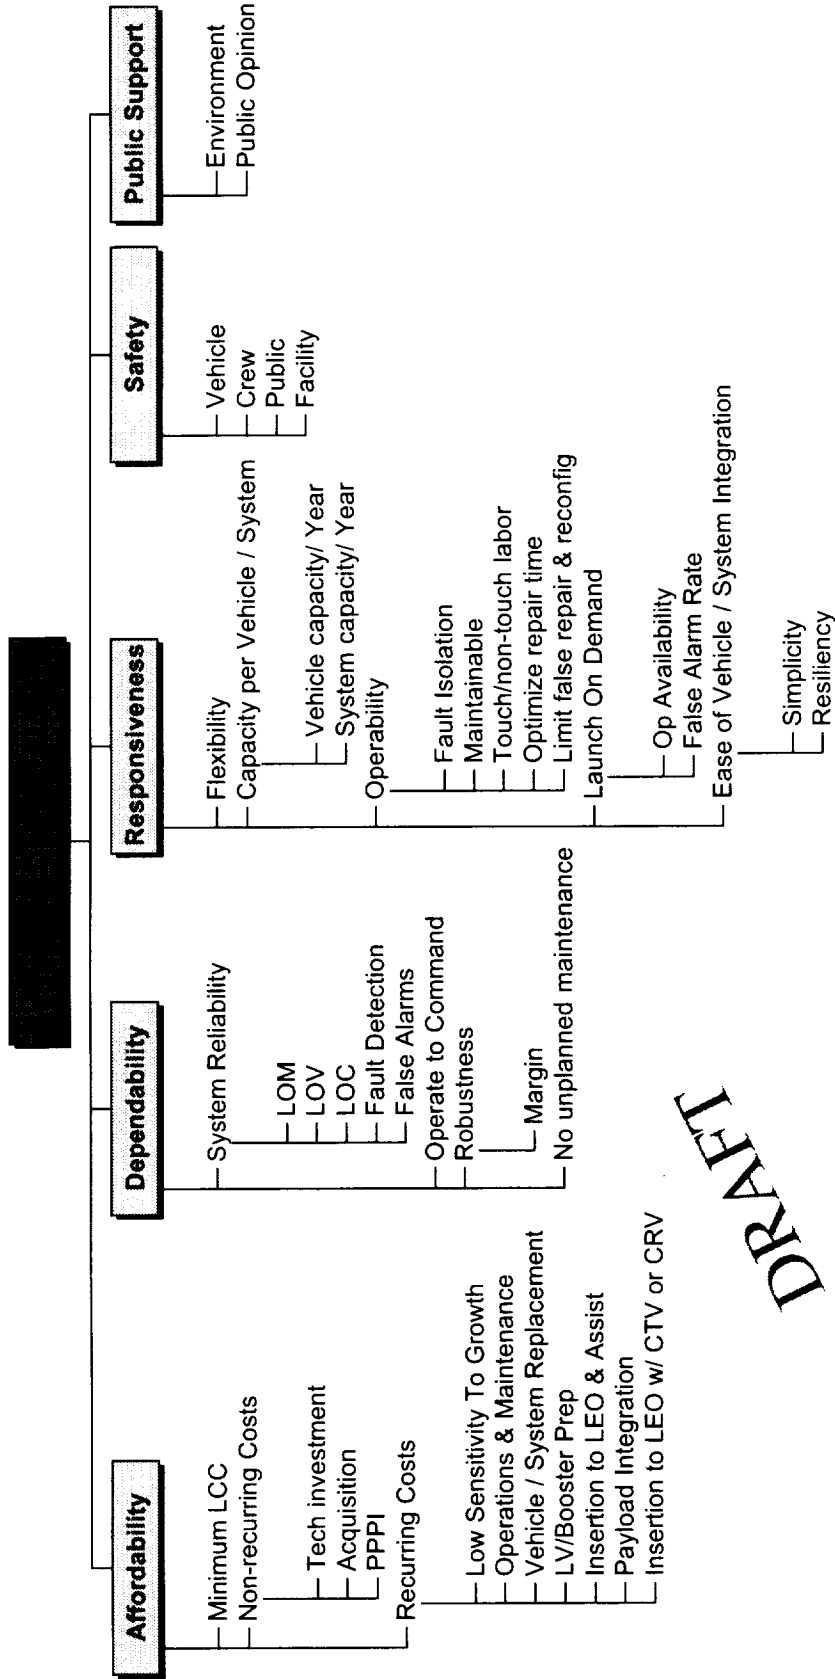 Affordability
Minimum LCC
Non-recurring Costs
Tech investment
Acquisition
PPPI
Recurring Costs
Low Sensitivity To Growth
Operations & Maintenance
Vehicle / System Replacement
LV/Booster Prep
Insertion to LEO & Assist
Payload Integration
Insertion to LEO w/ CTV or CRV
Dependability
System Reliability
LOM
LOV
LOC
Fault Detection
False Alarms
Operate to Command
Robustness
Margin
No unplanned maintenance
Responsiveness
Flexibility
Capacity per Vehicle / System
Vehicle capacity/ Year
System capacity/ Year
Operability
Fault Isolation
Maintainable
Touch/non-touch labor
Optimize repair time
Limit false repair & reconfig
Launch On Demand
Op Availability
False Alarm Rate
Ease of Vehicle / System Integration
Simplicity
Resiliency
Safety
Vehicle
Crew
Public
Facility
Public Support
Environment
Public Opinion
DRAFT